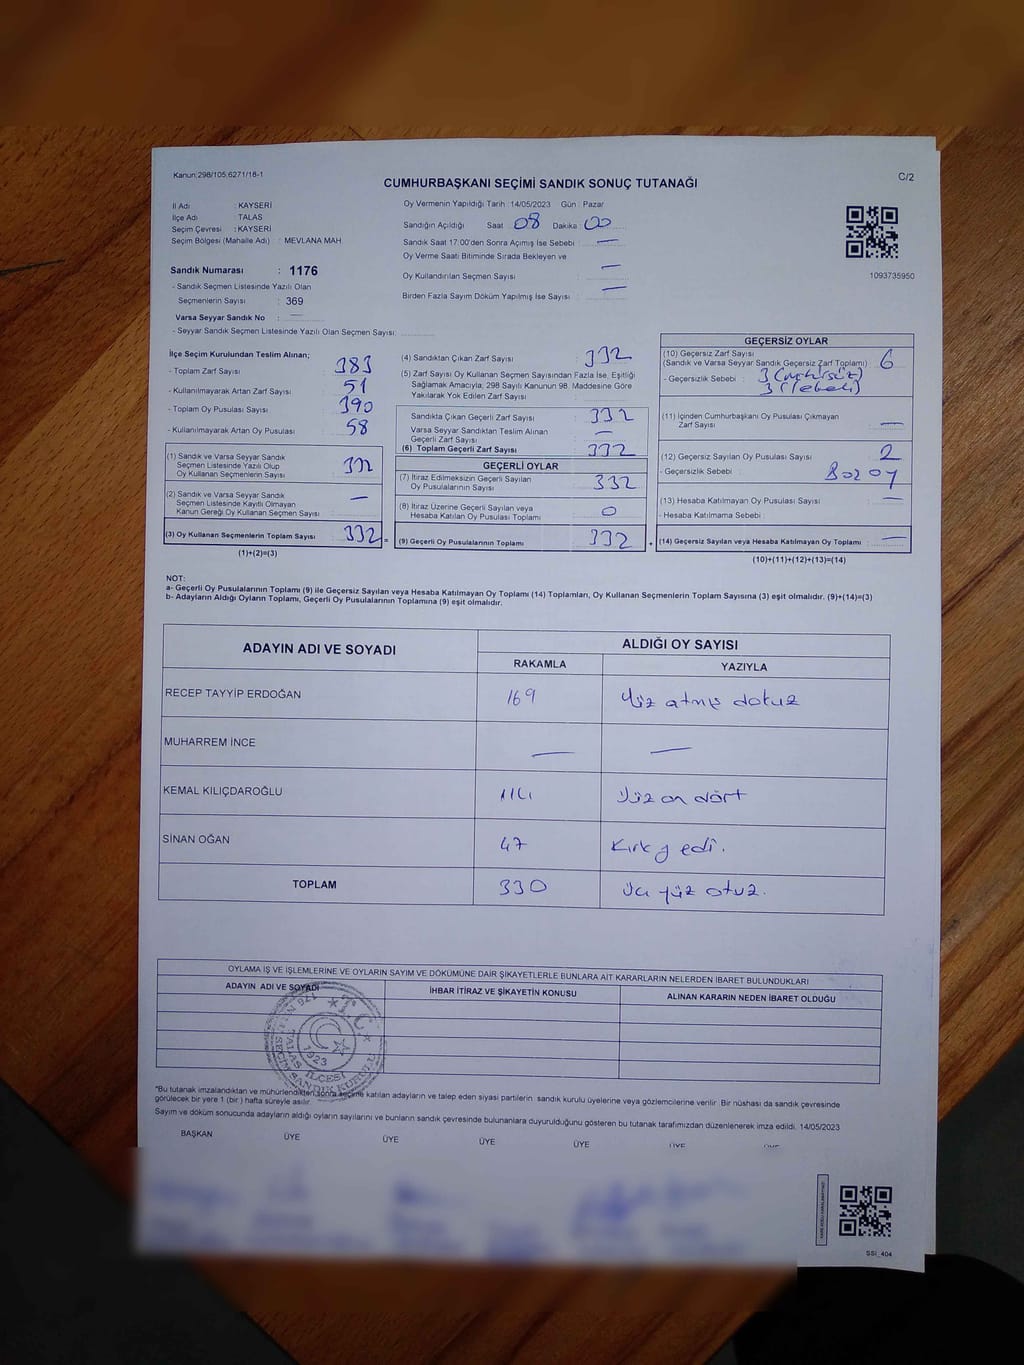 Kanun:298/105;6271/18-1
CUMHURBAŞKANI SEÇİMİ SANDIK SONUÇ TUTANAĞI
C/2
İl Adı : KAYSERİ
İlçe Adı : TALAS
Seçim Çevresi : KAYSERİ
Seçim Bölgesi (Mahalle Adı) : MEVLANA MAH
Oy Vermenin Yapıldığı Tarih :14/05/2023 Gün : Pazar
Sandığın Açıldığı Saat 08 Dakika 00
Sandık Saat 17:00'den Sonra Açımış İse Sebebi : —
Oy Verme Saati Bitiminde Sırada Bekleyen ve
Oy Kullandırılan Seçmen Sayısı : —
Birden Fazla Sayım Döküm Yapılmış İse Sayısı : —
1093735950
Sandık Numarası : 1176
- Sandık Seçmen Listesinde Yazılı Olan
Seçmenlerin Sayısı : 369
Varsa Seyyar Sandık No : —
- Seyyar Sandık Seçmen Listesinde Yazılı Olan Seçmen Sayısı:
İlçe Seçim Kurulundan Teslim Alınan;
- Toplam Zarf Sayısı : 383
- Kullanılmayarak Artan Zarf Sayısı : 51
- Toplam Oy Pusulası Sayısı : 390
- Kullanılmayarak Artan Oy Pusulası : 58
(1) Sandık ve Varsa Seyyar Sandık
Seçmen Listesinde Yazılı Olup
Oy Kullanan Seçmenlerin Sayısı : 332
(2) Sandık ve Varsa Seyyar Sandık
Seçmen Listesinde Kayıtlı Olmayan
Kanun Gereği Oy Kullanan Seçmen Sayısı : —
(3) Oy Kullanan Seçmenlerin Toplam Sayısı : 332 =
(1)+(2)=(3)
(4) Sandıktan Çıkan Zarf Sayısı : 332
(5) Zarf Sayısı Oy Kullanan Seçmen Sayısından Fazla İse, Eşitliği
Sağlamak Amacıyla; 298 Sayılı Kanunun 98. Maddesine Göre
Yakılarak Yok Edilen Zarf Sayısı :
Sandıkta Çıkan Geçerli Zarf Sayısı : 332
Varsa Seyyar Sandıktan Teslim Alınan
Geçerli Zarf Sayısı : —
(6) Toplam Geçerli Zarf Sayısı : 332
GEÇERLİ OYLAR
(7) İtiraz Edilmeksizin Geçerli Sayılan
Oy Pusulalarının Sayısı : 332
(8) İtiraz Üzerine Geçerli Sayılan veya
Hesaba Katılan Oy Pusulası Toplamı : 0
(9) Geçerli Oy Pusulalarının Toplamı : 332 +
GEÇERSİZ OYLAR
(10) Geçersiz Zarf Sayısı
(Sandık ve Varsa Seyyar Sandık Geçersiz Zarf Toplamı) : 6
- Geçersizlik Sebebi : 3 (mühürsüz)
3
(11) İçinden Cumhurbaşkanı Oy Pusulası Çıkmayan
Zarf Sayısı : —
(12) Geçersiz Sayılan Oy Pusulası Sayısı : 2
- Geçersizlik Sebebi : Bozoy
(13) Hesaba Katılmayan Oy Pusulası Sayısı : —
- Hesaba Katılmama Sebebi :
(14) Geçersiz Sayılan veya Hesaba Katılmayan Oy Toplamı : —
(10)+(11)+(12)+(13)=(14)
NOT:
a- Geçerli Oy Pusulalarının Toplamı (9) ile Geçersiz Sayılan veya Hesaba Katılmayan Oy Toplamı (14) Toplamları, Oy Kullanan Seçmenlerin Toplam Sayısına (3) eşit olmalıdır. (9)+(14)=(3)
b- Adayların Aldığı Oyların Toplamı, Geçerli Oy Pusulalarının Toplamına (9) eşit olmalıdır.
ADAYIN ADI VE SOYADI
ALDIĞI OY SAYISI
RAKAMLA YAZIYLA
RECEP TAYYİP ERDOĞAN 169 Yüz atmış dokuz
MUHARREM İNCE — —
KEMAL KILIÇDAROĞLU 114 Yüz on dört
SİNAN OĞAN 47 Kırk yedi.
TOPLAM 330 Üç yüz otuz.
OYLAMA İŞ VE İŞLEMLERİNE VE OYLARIN SAYIM VE DÖKÜMÜNE DAİR ŞİKAYETLERLE BUNLARA AİT KARARLARIN NELERDEN İBARET BULUNDUKLARI
ADAYIN ADI VE SOYADI İHBAR İTİRAZ VE ŞİKAYETİN KONUSU ALINAN KARARIN NEDEN İBARET OLDUĞU
T.C.
1923
TALAS İLÇESİ
SEÇİM SANDIK KURULU
*Bu tutanak imzalandıktan ve mühürlendikten sonra seçime katılan adayların ve talep eden siyasi partilerin sandık kurulu üyelerine veya gözlemcilerine verilir. Bir nüshası da sandık çevresinde
görülecek bir yere 1 (bir ) hafta süreyle asılır.
Sayım ve döküm sonucunda adayların aldığı oyların sayılarını ve bunların sandık çevresinde bulunanlara duyurulduğunu gösteren bu tutanak tarafımızdan düzenlenerek imza edildi. 14/05/2023
BAŞKAN ÜYE ÜYE ÜYE ÜYE ÜYE ÜYE
SSI_404